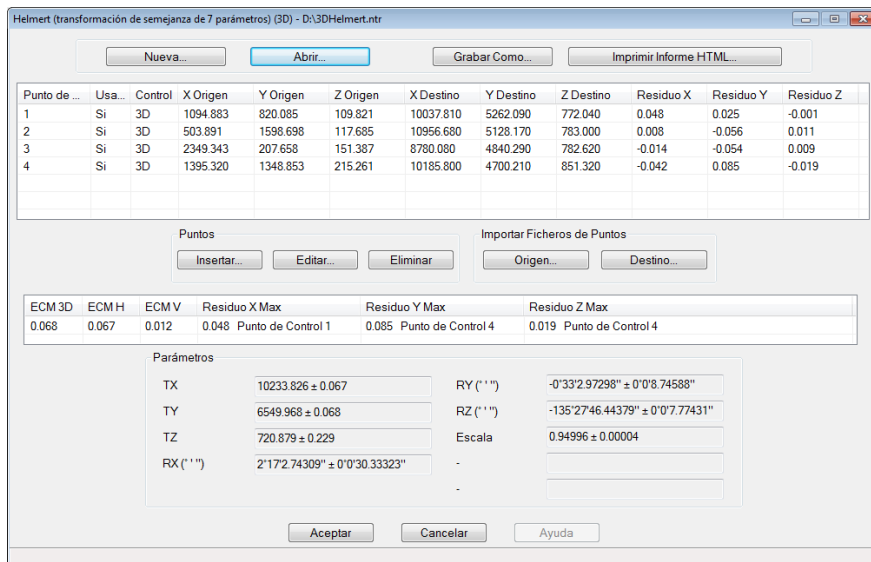 Helmert (transformación de semejanza de 7 parámetros) (3D) - D:\3DHelmert.ntr
Nueva... Abrir... Grabar Como... Imprimir Informe HTML...
Punto de ... Usa... Control X Origen Y Origen Z Origen X Destino Y Destino Z Destino Residuo X Residuo Y Residuo Z
1 Si 3D 1094.883 820.085 109.821 10037.810 5262.090 772.040 0.048 0.025 -0.001
2 Si 3D 503.891 1598.698 117.685 10956.680 5128.170 783.000 0.008 -0.056 0.011
3 Si 3D 2349.343 207.658 151.387 8780.080 4840.290 782.620 -0.014 -0.054 0.009
4 Si 3D 1395.320 1348.853 215.261 10185.800 4700.210 851.320 -0.042 0.085 -0.019
Puntos Importar Ficheros de Puntos
Insertar... Editar... Eliminar Origen... Destino...
ECM 3D ECM H ECM V Residuo X Max Residuo Y Max Residuo Z Max
0.068 0.067 0.012 0.048 Punto de Control 1 0.085 Punto de Control 4 0.019 Punto de Control 4
Parámetros
TX 10233.826 ± 0.067 RY (° ' '') -0°33'2.97298'' ± 0°0'8.74588''
TY 6549.968 ± 0.068 RZ (° ' '') -135°27'46.44379'' ± 0°0'7.77431''
TZ 720.879 ± 0.229 Escala 0.94996 ± 0.00004
RX (° ' '') 2°17'2.74309'' ± 0°0'30.33323'' -
-
Aceptar Cancelar Ayuda